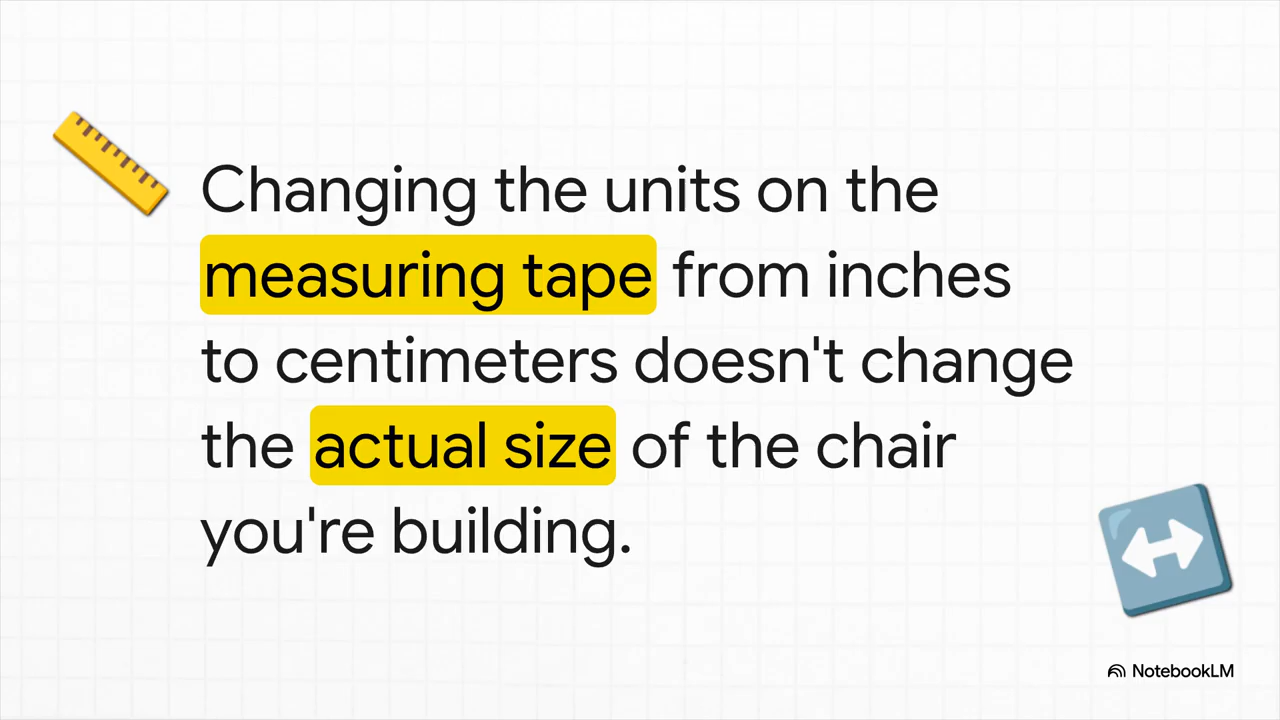 Changing the units on the
measuring tape from inches
to centimeters doesn't change
the actual size of the chair
you're building.
NotebookLM